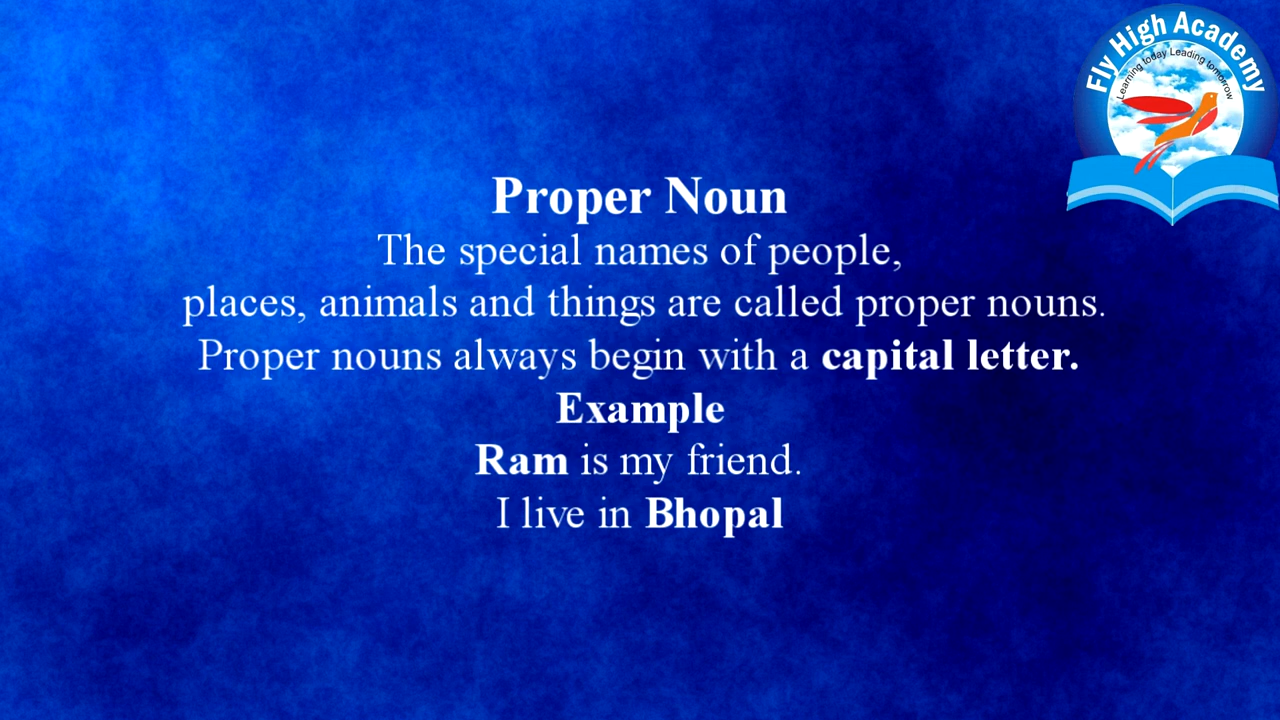 Fly High Academy
Learning today Leading tomorrow
Proper Noun
The special names of people,
places, animals and things are called proper nouns.
Proper nouns always begin with a capital letter.
Example
Ram is my friend.
I live in Bhopal